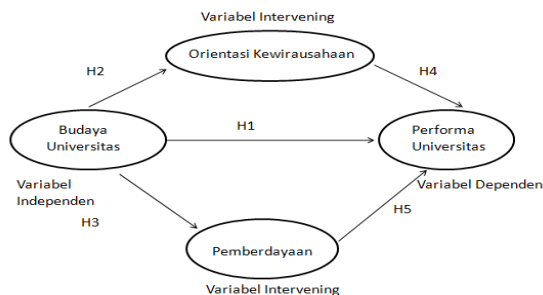 Variabel Intervening
Orientasi Kewirausahaan
H2
H4
Budaya
Universitas
H1
Performa
Universitas
Variabel
Independen
Variabel Dependen
H3
H5
Pemberdayaan
Variabel Intervening